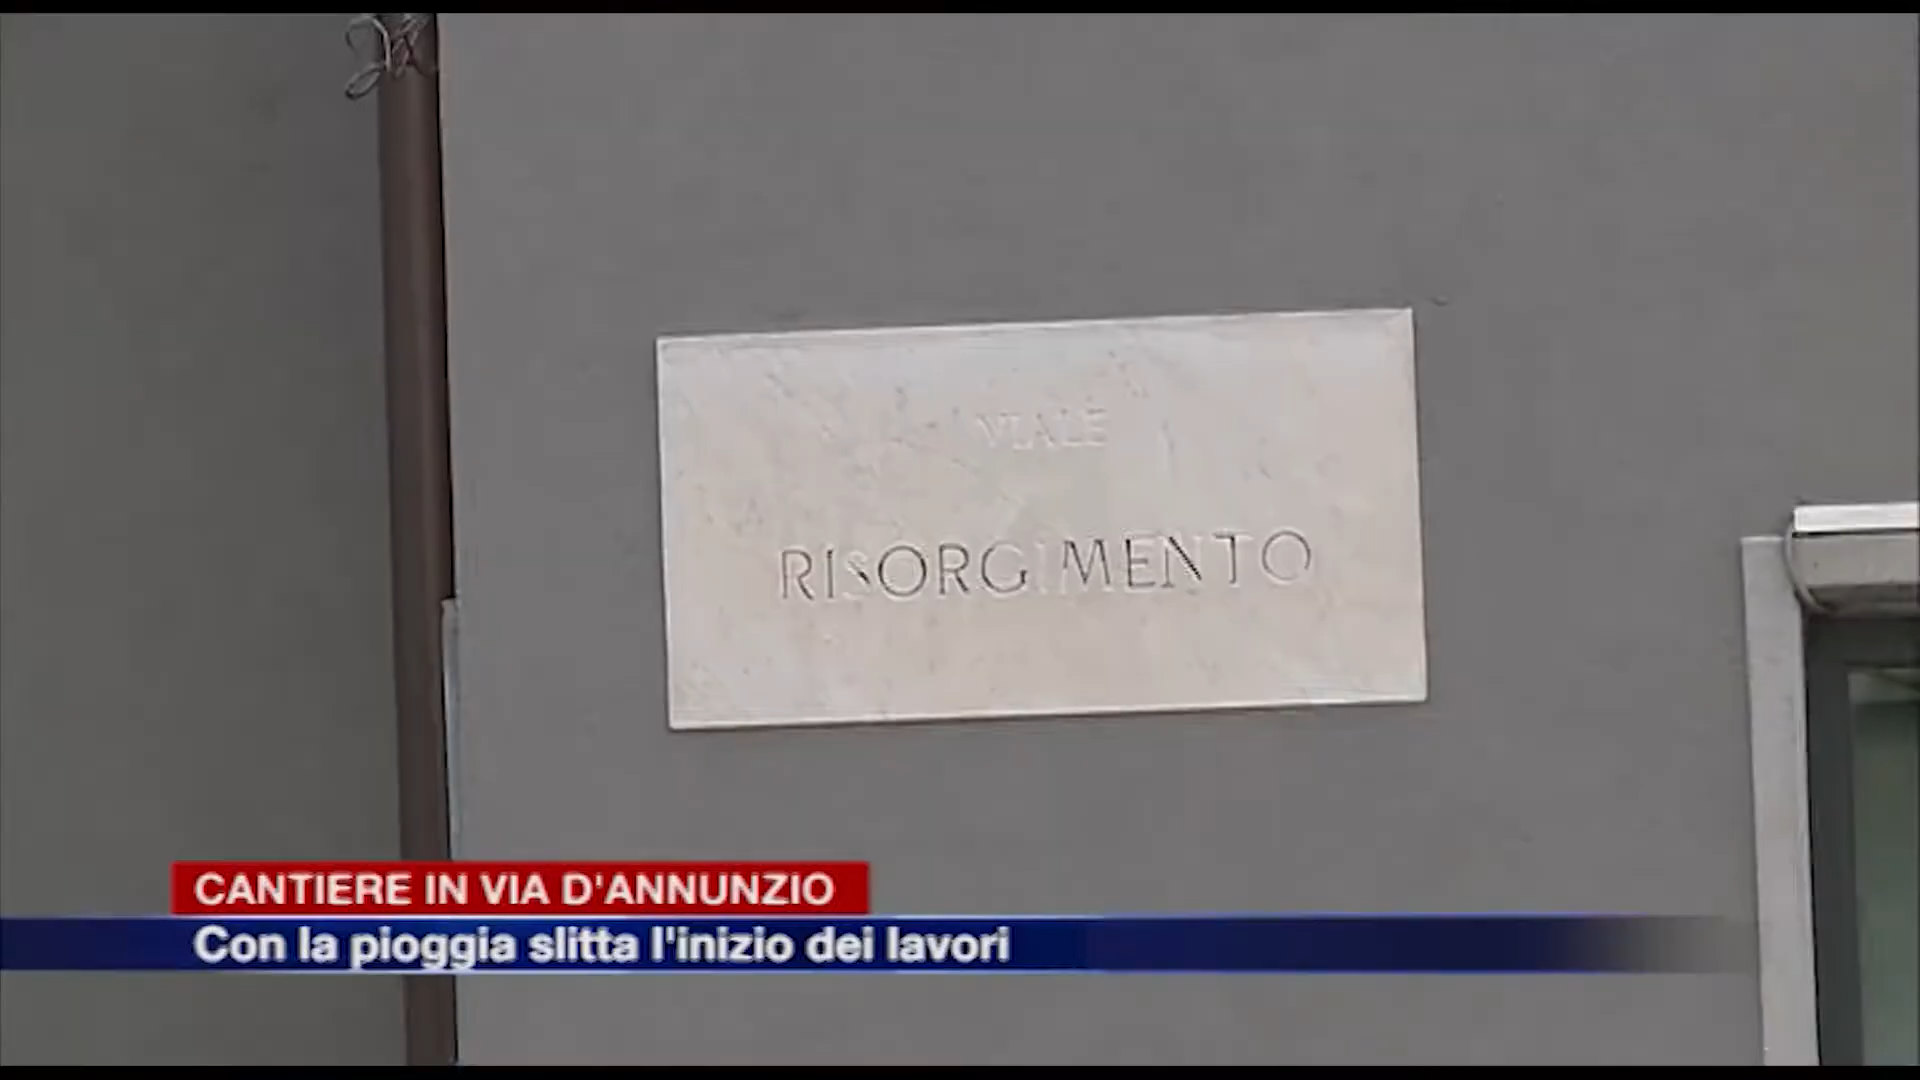 VIALE
RISORGIMENTO
CANTIERE IN VIA D'ANNUNZIO
Con la pioggia slitta l'inizio dei lavori